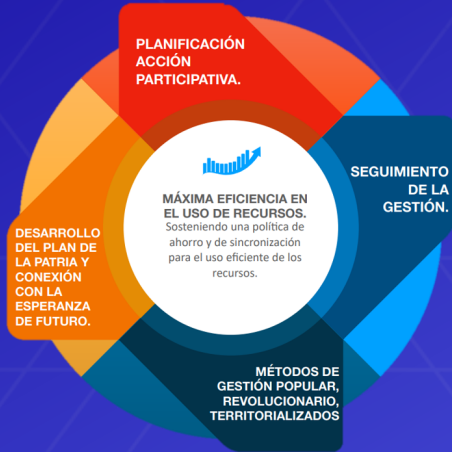 PLANIFICACIÓN
ACCIÓN
PARTICIPATIVA.
SEGUIMIENTO
DE LA
GESTIÓN.
MÁXIMA EFICIENCIA EN
EL USO DE RECURSOS.
Sosteniendo una política de
ahorro y de sincronización
para el uso eficiente de los
recursos.
DESARROLLO
DEL PLAN DE
LA PATRIA Y
CONEXIÓN
CON LA
ESPERANZA
DE FUTURO.
MÉTODOS DE
GESTIÓN POPULAR,
REVOLUCIONARIO,
TERRITORIALIZADOS